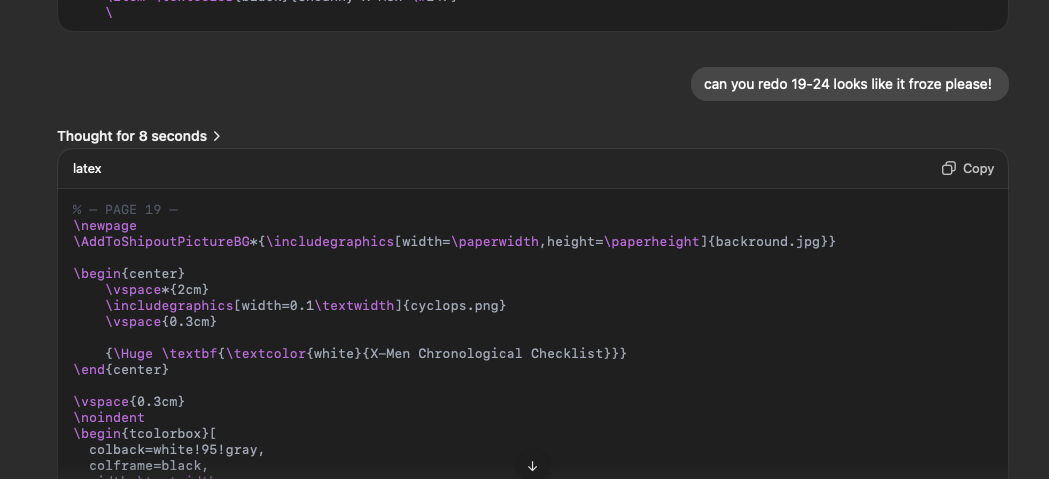 \
can you redo 19-24 looks like it froze please!
Thought for 8 seconds >
latex
Copy
% — PAGE 19 —
\newpage
\AddToShipoutPictureBG*{\includegraphics[width=\paperwidth,height=\paperheight]{backround.jpg}}
\begin{center}
\vspace*{2cm}
\includegraphics[width=0.1\textwidth]{cyclops.png}
\vspace{0.3cm}
{\Huge \textbf{\textcolor{white}{X-Men Chronological Checklist}}}
\end{center}
\vspace{0.3cm}
\noindent
\begin{tcolorbox}[
colback=white!95!gray,
colframe=black,